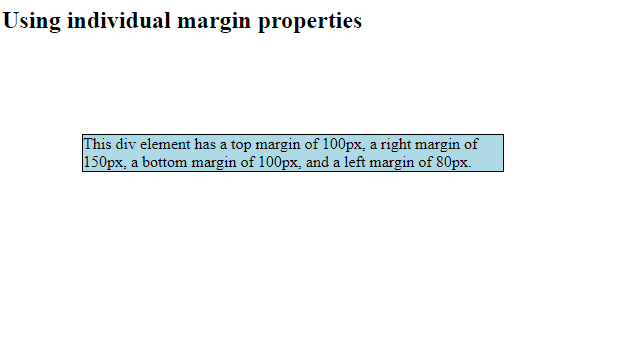 Using individual margin properties
This div element has a top margin of 100px, a right margin of
150px, a bottom margin of 100px, and a left margin of 80px.